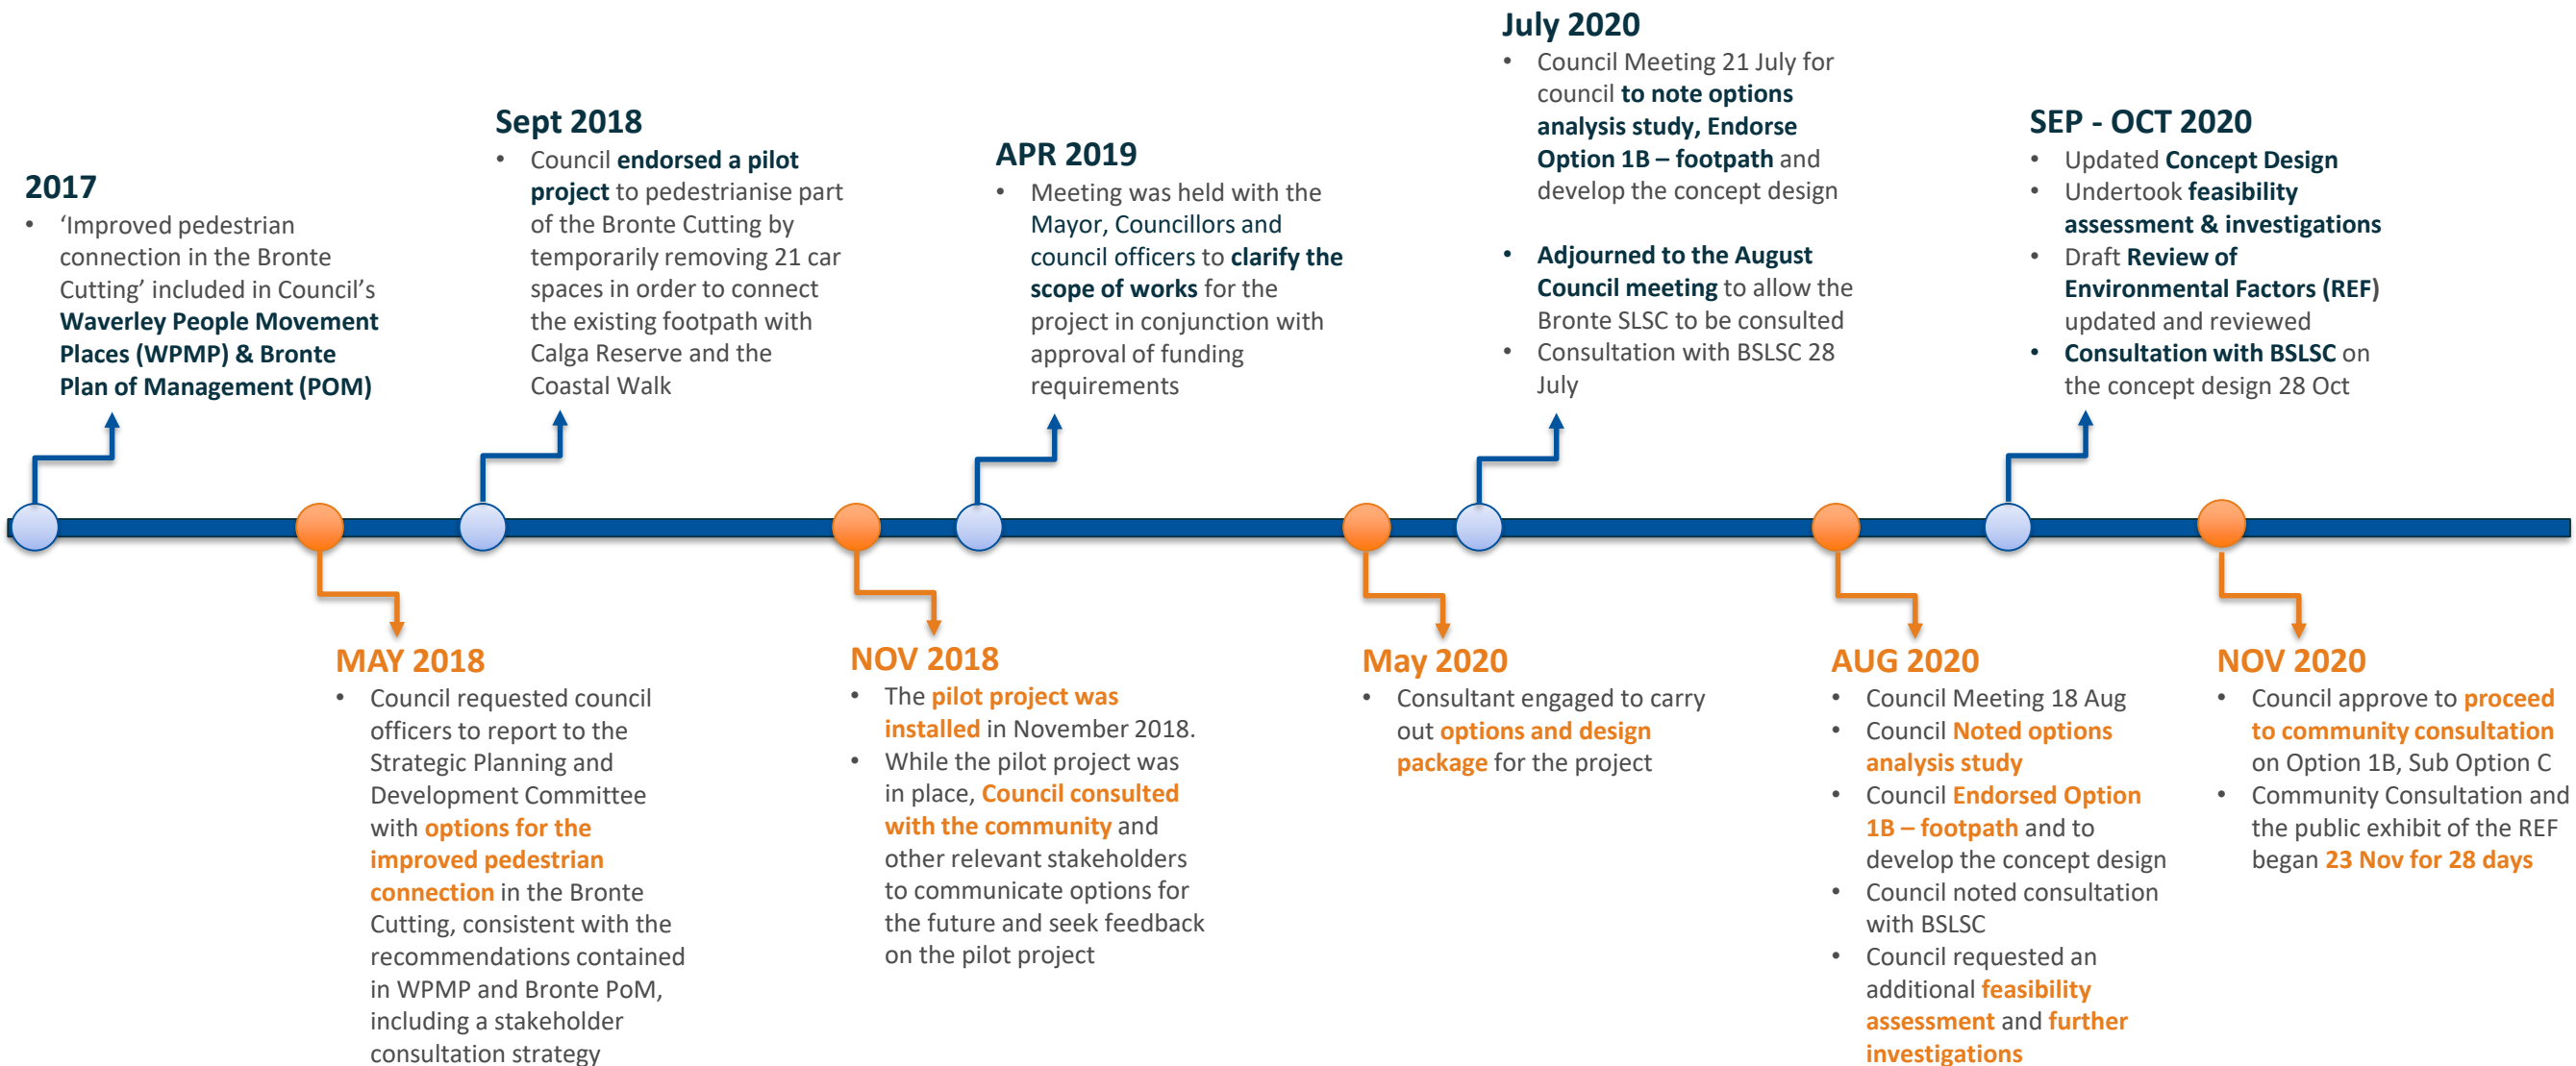 2017
• ‘Improved pedestrian
connection in the Bronte
Cutting’ included in Council’s
Waverley People Movement
Places (WPMP) & Bronte
Plan of Management (POM)
MAY 2018
• Council requested council
officers to report to the
Strategic Planning and
Development Committee
with options for the
improved pedestrian
connection in the Bronte
Cutting, consistent with the
recommendations contained
in WPMP and Bronte PoM,
including a stakeholder
consultation strategy
Sept 2018
• Council endorsed a pilot
project to pedestrianise part
of the Bronte Cutting by
temporarily removing 21 car
spaces in order to connect
the existing footpath with
Calga Reserve and the
Coastal Walk
NOV 2018
• The pilot project was
installed in November 2018.
• While the pilot project was
in place, Council consulted
with the community and
other relevant stakeholders
to communicate options for
the future and seek feedback
on the pilot project
APR 2019
• Meeting was held with the
Mayor, Councillors and
council officers to clarify the
scope of works for the
project in conjunction with
approval of funding
requirements
May 2020
• Consultant engaged to carry
out options and design
package for the project
July 2020
• Council Meeting 21 July for
council to note options
analysis study, Endorse
Option 1B – footpath and
develop the concept design
• Adjourned to the August
Council meeting to allow the
Bronte SLSC to be consulted
• Consultation with BSLSC 28
July
AUG 2020
• Council Meeting 18 Aug
• Council Noted options
analysis study
• Council Endorsed Option
1B – footpath and to
develop the concept design
• Council noted consultation
with BSLSC
• Council requested an
additional feasibility
assessment and further
investigations
SEP - OCT 2020
• Updated Concept Design
• Undertook feasibility
assessment & investigations
• Draft Review of
Environmental Factors (REF)
updated and reviewed
• Consultation with BSLSC on
the concept design 28 Oct
NOV 2020
• Council approve to proceed
to community consultation
on Option 1B, Sub Option C
• Community Consultation and
the public exhibit of the REF
began 23 Nov for 28 days